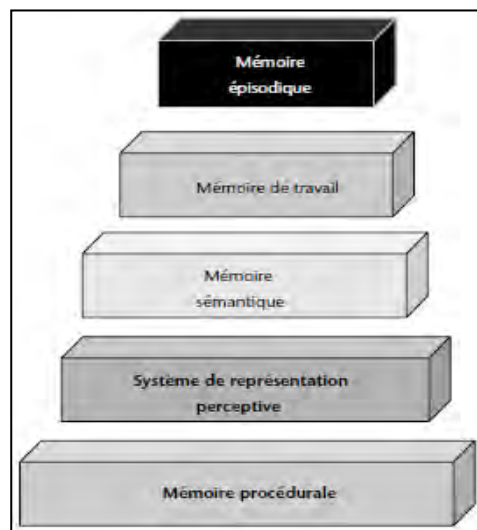 Mémoire
épisodique
Mémoire de travail
Mémoire
sémantique
Système de représentation
perceptive
Mémoire procédurale